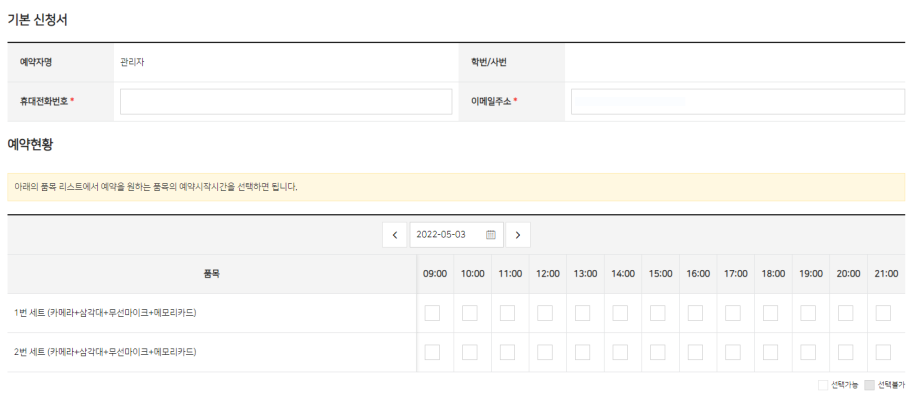 기본 신청서
예약자명 관리자 학번/사번
휴대전화번호 * 이메일주소 *
예약현황
아래의 품목 리스트에서 예약을 원하는 품목의 예약시작시간을 선택하면 됩니다.
< 2022-05-03 >
품목 09:00 10:00 11:00 12:00 13:00 14:00 15:00 16:00 17:00 18:00 19:00 20:00 21:00
1번 세트 (카메라+삼각대+무선마이크+메모리카드)
2번 세트 (카메라+삼각대+무선마이크+메모리카드)
선택가능 선택불가